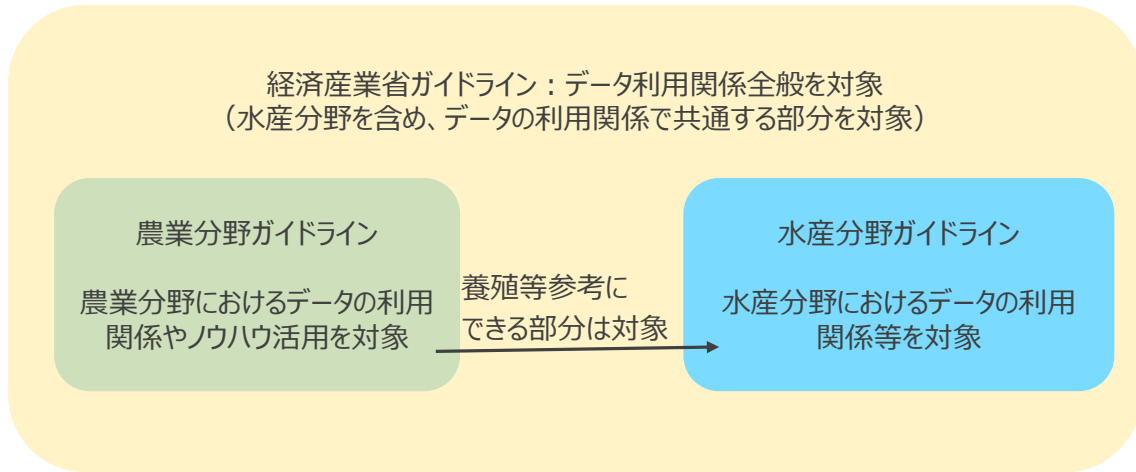 経済産業省ガイドライン：データ利用関係全般を対象
（水産分野を含め、データの利用関係で共通する部分を対象）
農業分野ガイドライン
農業分野におけるデータの利用
関係やノウハウ活用を対象
養殖等参考に
できる部分は対象
水産分野ガイドライン
水産分野におけるデータの利用
関係等を対象